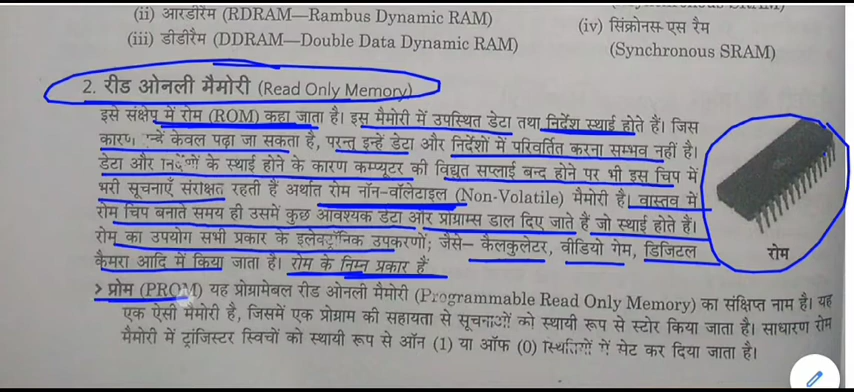 (ii) आरडीरैम (RDRAM—Rambus Dynamic RAM)
(iii) डीडीरैम (DDRAM—Double Data Dynamic RAM)
(iv) सिंक्रोनस एस रैम
(Synchronous SRAM)
2. रीड ओनली मैमोरी (Read Only Memory)
इसे संक्षेप में रोम (ROM) कहा जाता है। इस मैमोरी में उपस्थित डेटा तथा निर्देश स्थाई होते हैं। जिस
कारण इन्हें केवल पढ़ा जा सकता है, परन्तु इन्हें डेटा और निर्देशों में परिवर्तित करना सम्भव नहीं है।
डेटा और निर्देशों के स्थाई होने के कारण कम्प्यूटर की विद्युत सप्लाई बन्द होने पर भी इस चिप में
भरी सूचनाएँ संरक्षित रहती हैं अर्थात रोम नॉन-वॉलेटाइल (Non-Volatile) मैमोरी है। वास्तव में
रोम चिप बनाते समय ही उसमें कुछ आवश्यक डेटा और प्रोग्राम्स डाल दिए जाते हैं जो स्थाई होते हैं।
रोम का उपयोग सभी प्रकार के इलेक्ट्रॉनिक उपकरणों; जैसे– कैलकुलेटर, वीडियो गेम, डिजिटल
कैमरा आदि में किया जाता है। रोम के निम्न प्रकार हैं
रोम
> प्रोम (PROM) यह प्रोग्रामेबल रीड ओनली मैमोरी (Programmable Read Only Memory) का संक्षिप्त नाम है। यह
एक ऐसी मैमोरी है, जिसमें एक प्रोग्राम की सहायता से सूचनाओं को स्थायी रूप से स्टोर किया जाता है। साधारण रोम
मैमोरी में ट्रांजिस्टर स्विचों को स्थायी रूप से ऑन (1) या ऑफ (0) स्थितियों में सेट कर दिया जाता है।